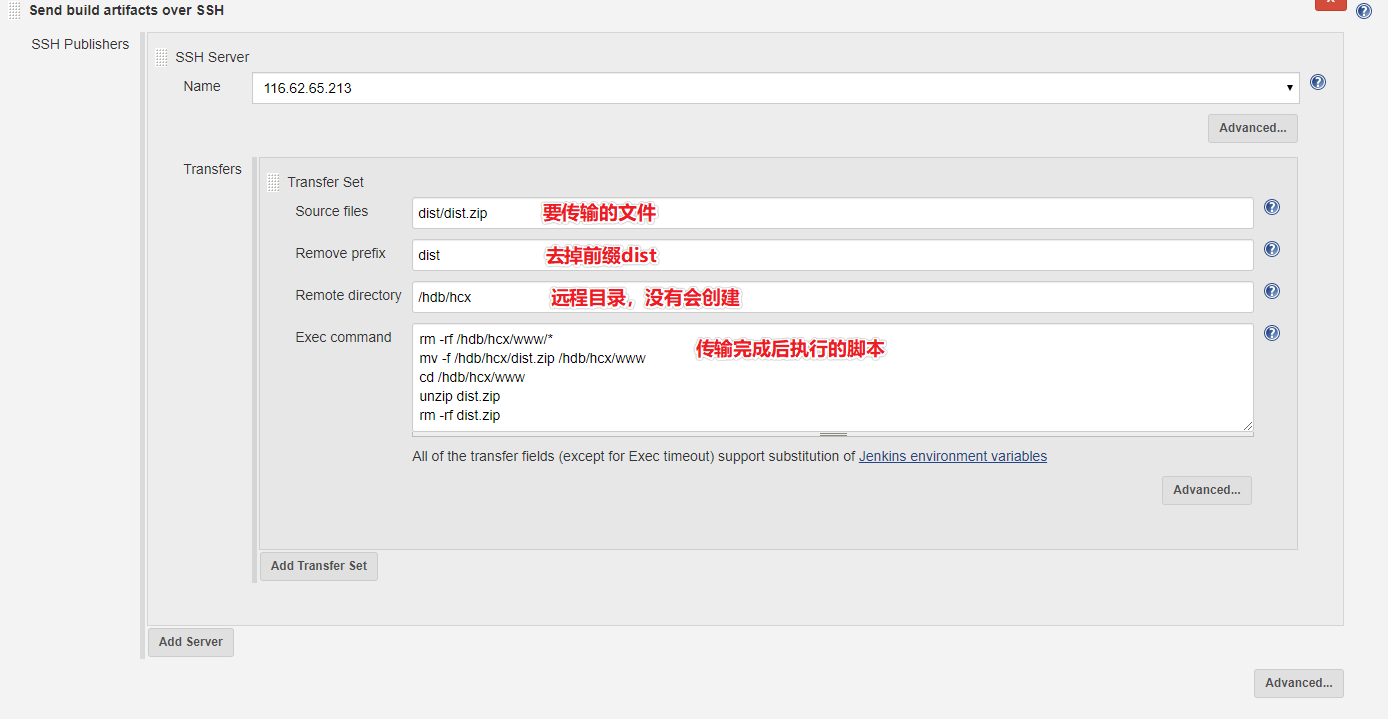 Send build artifacts over SSH
SSH Publishers
SSH Server
Name
116.62.65.213
Advanced...
Transfers
Transfer Set
Source files
dist/dist.zip
要传输的文件
Remove prefix
dist
去掉前缀dist
Remote directory
/hdb/hcx
远程目录，没有会创建
Exec command
rm -rf /hdb/hcx/www/*
mv -f /hdb/hcx/dist.zip /hdb/hcx/www
cd /hdb/hcx/www
unzip dist.zip
rm -rf dist.zip
传输完成后执行的脚本
All of the transfer fields (except for Exec timeout) support substitution of Jenkins environment variables
Advanced...
Add Transfer Set
Add Server
Advanced...